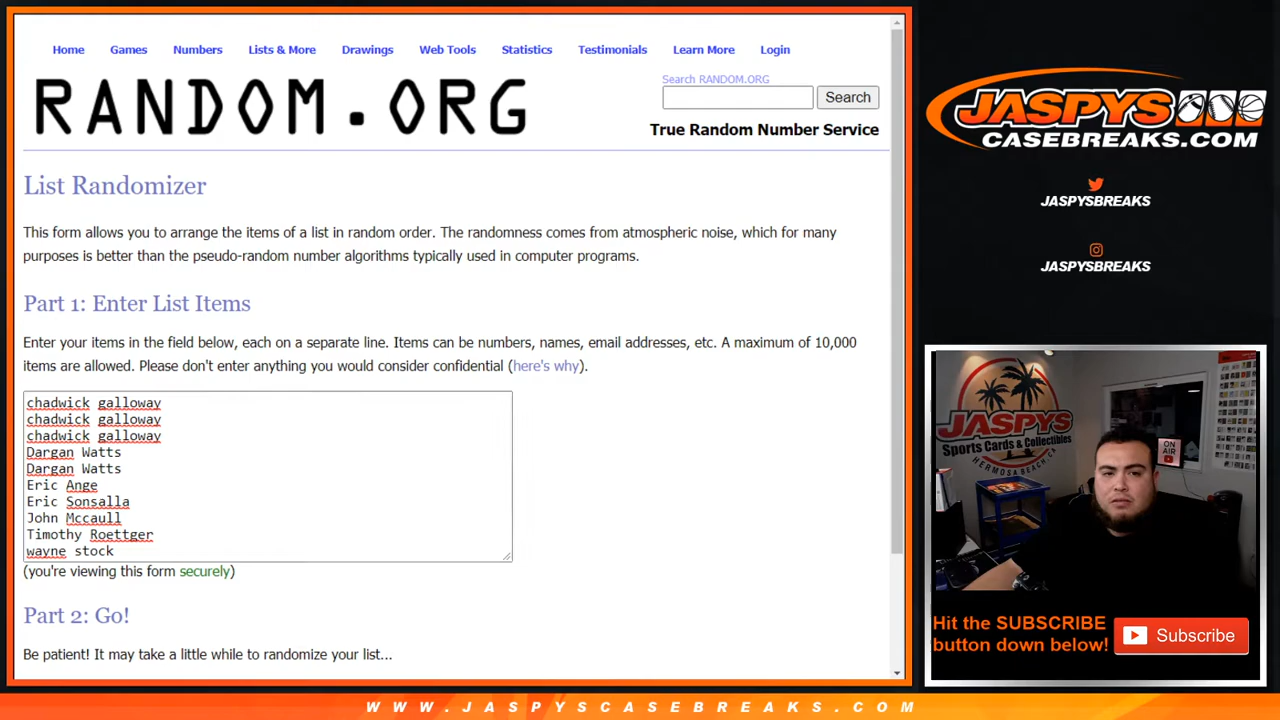 Home Games Numbers Lists & More Drawings Web Tools Statistics Testimonials Learn More Login
RANDOM.ORG
Search RANDOM.ORG
Search
True Random Number Service
List Randomizer
This form allows you to arrange the items of a list in random order. The randomness comes from atmospheric noise, which for many
purposes is better than the pseudo-random number algorithms typically used in computer programs.
Part 1: Enter List Items
Enter your items in the field below, each on a separate line. Items can be numbers, names, email addresses, etc. A maximum of 10,000
items are allowed. Please don't enter anything you would consider confidential (here's why).
chadwick galloway
chadwick galloway
chadwick galloway
Dargan Watts
Dargan Watts
Eric Ange
Eric Sonsalla
John Mccaull
Timothy Roettger
wayne stock
(you're viewing this form securely)
Part 2: Go!
Be patient! It may take a little while to randomize your list...
JASPYS
CASEBREAKS.COM
JASPYSBREAKS
JASPYSBREAKS
JASPYS
Sports Cards & Collectibles
HERMOSA BEACH, CA
ON
AIR
Hit the SUBSCRIBE
button down below!
Subscribe
WWW.JASPYSCASEBREAKS.COM